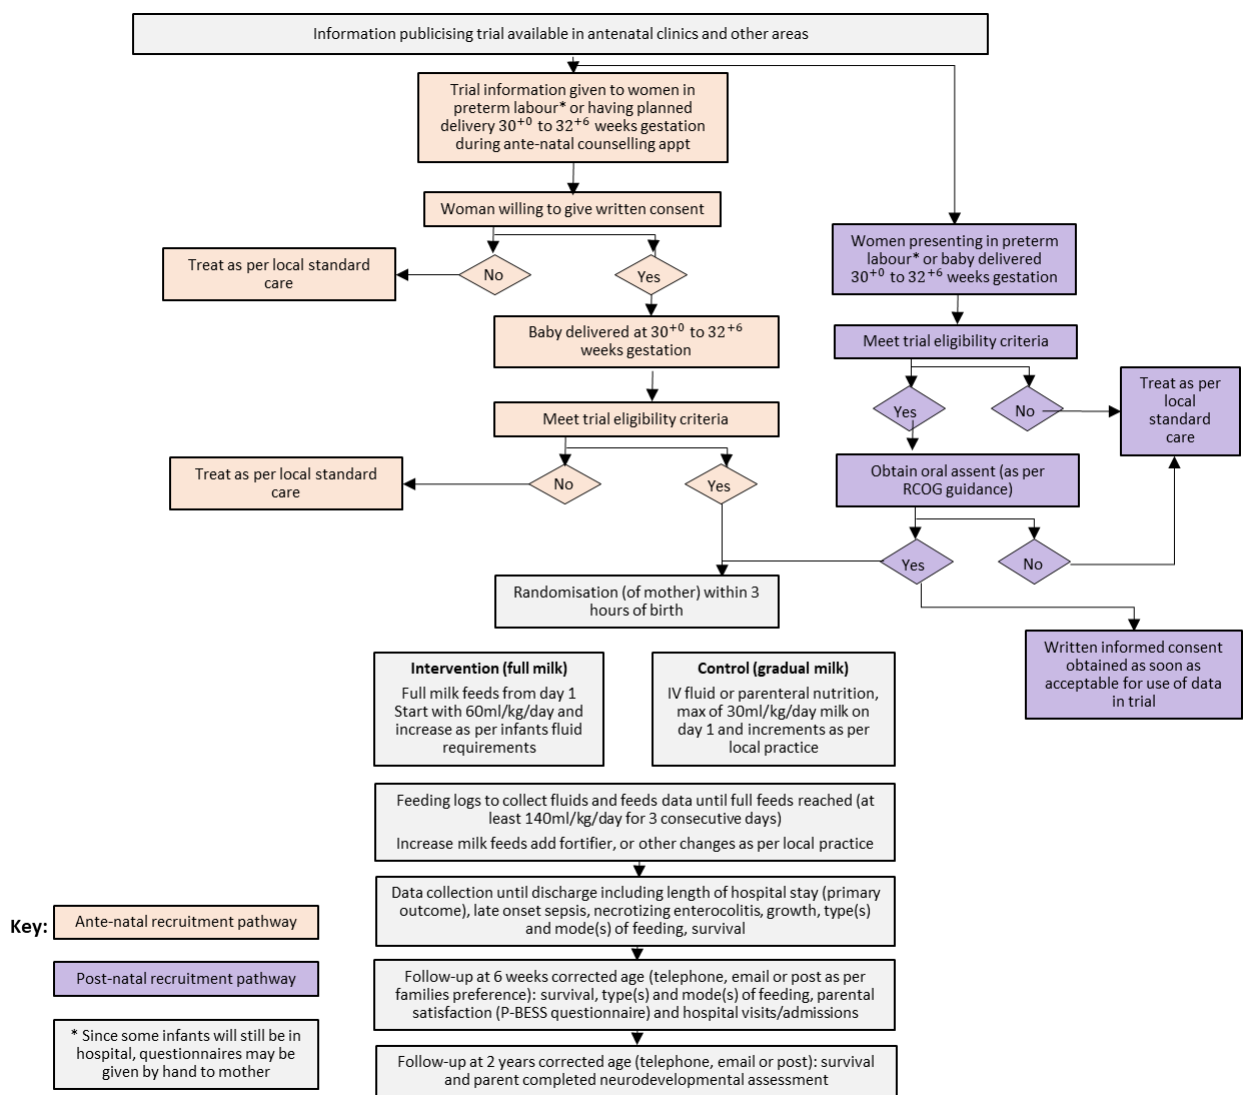 Information publicising trial available in antenatal clinics and other areas
Trial information given to women in
preterm labour* or having planned
delivery 30⁺⁰ to 32⁺⁶ weeks gestation
during ante-natal counselling appt
Woman willing to give written consent
Treat as per local standard
care
No
Yes
Baby delivered at 30⁺⁰ to 32⁺⁶
weeks gestation
Meet trial eligibility criteria
Treat as per local standard
care
No
Yes
Women presenting in preterm
labour* or baby delivered
30⁺⁰ to 32⁺⁶ weeks gestation
Meet trial eligibility criteria
Yes
No
Treat as per
local
standard
care
Obtain oral assent (as per
RCOG guidance)
Yes
No
Written informed consent
obtained as soon as
acceptable for use of data
in trial
Randomisation (of mother) within 3
hours of birth
Intervention (full milk)
Full milk feeds from day 1
Start with 60ml/kg/day and
increase as per infants fluid
requirements
Control (gradual milk)
IV fluid or parenteral nutrition,
max of 30ml/kg/day milk on
day 1 and increments as per
local practice
Feeding logs to collect fluids and feeds data until full feeds reached (at
least 140ml/kg/day for 3 consecutive days)
Increase milk feeds add fortifier, or other changes as per local practice
Data collection until discharge including length of hospital stay (primary
outcome), late onset sepsis, necrotizing enterocolitis, growth, type(s)
and mode(s) of feeding, survival
Follow-up at 6 weeks corrected age (telephone, email or post as per
families preference): survival, type(s) and mode(s) of feeding, parental
satisfaction (P-BESS questionnaire) and hospital visits/admissions
Follow-up at 2 years corrected age (telephone, email or post): survival
and parent completed neurodevelopmental assessment
Key:
Ante-natal recruitment pathway
Post-natal recruitment pathway
* Since some infants will still be in
hospital, questionnaires may be
given by hand to mother